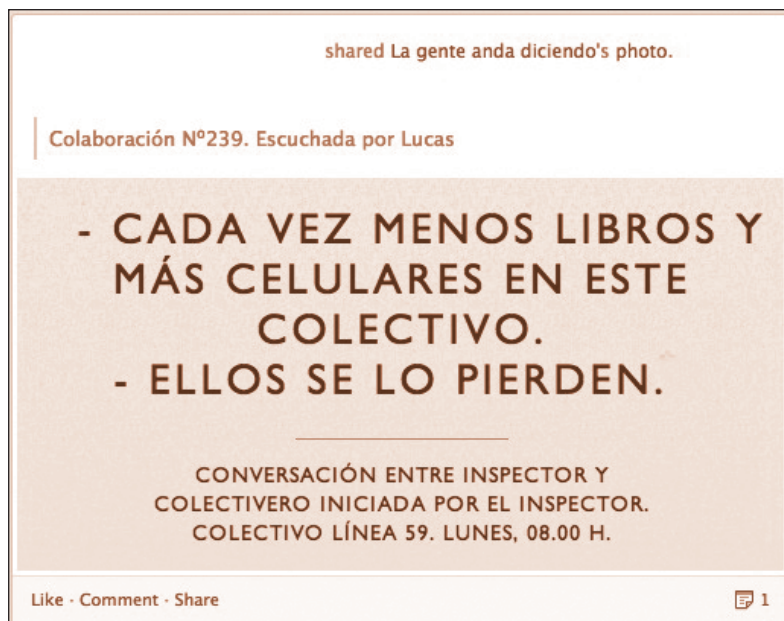 shared La gente anda diciendo's photo.
Colaboración Nº239. Escuchada por Lucas
- CADA VEZ MENOS LIBROS Y
MÁS CELULARES EN ESTE
COLECTIVO.
- ELLOS SE LO PIERDEN.
CONVERSACIÓN ENTRE INSPECTOR Y
COLECTIVERO INICIADA POR EL INSPECTOR.
COLECTIVO LÍNEA 59. LUNES, 08.00 H.
Like · Comment · Share 1